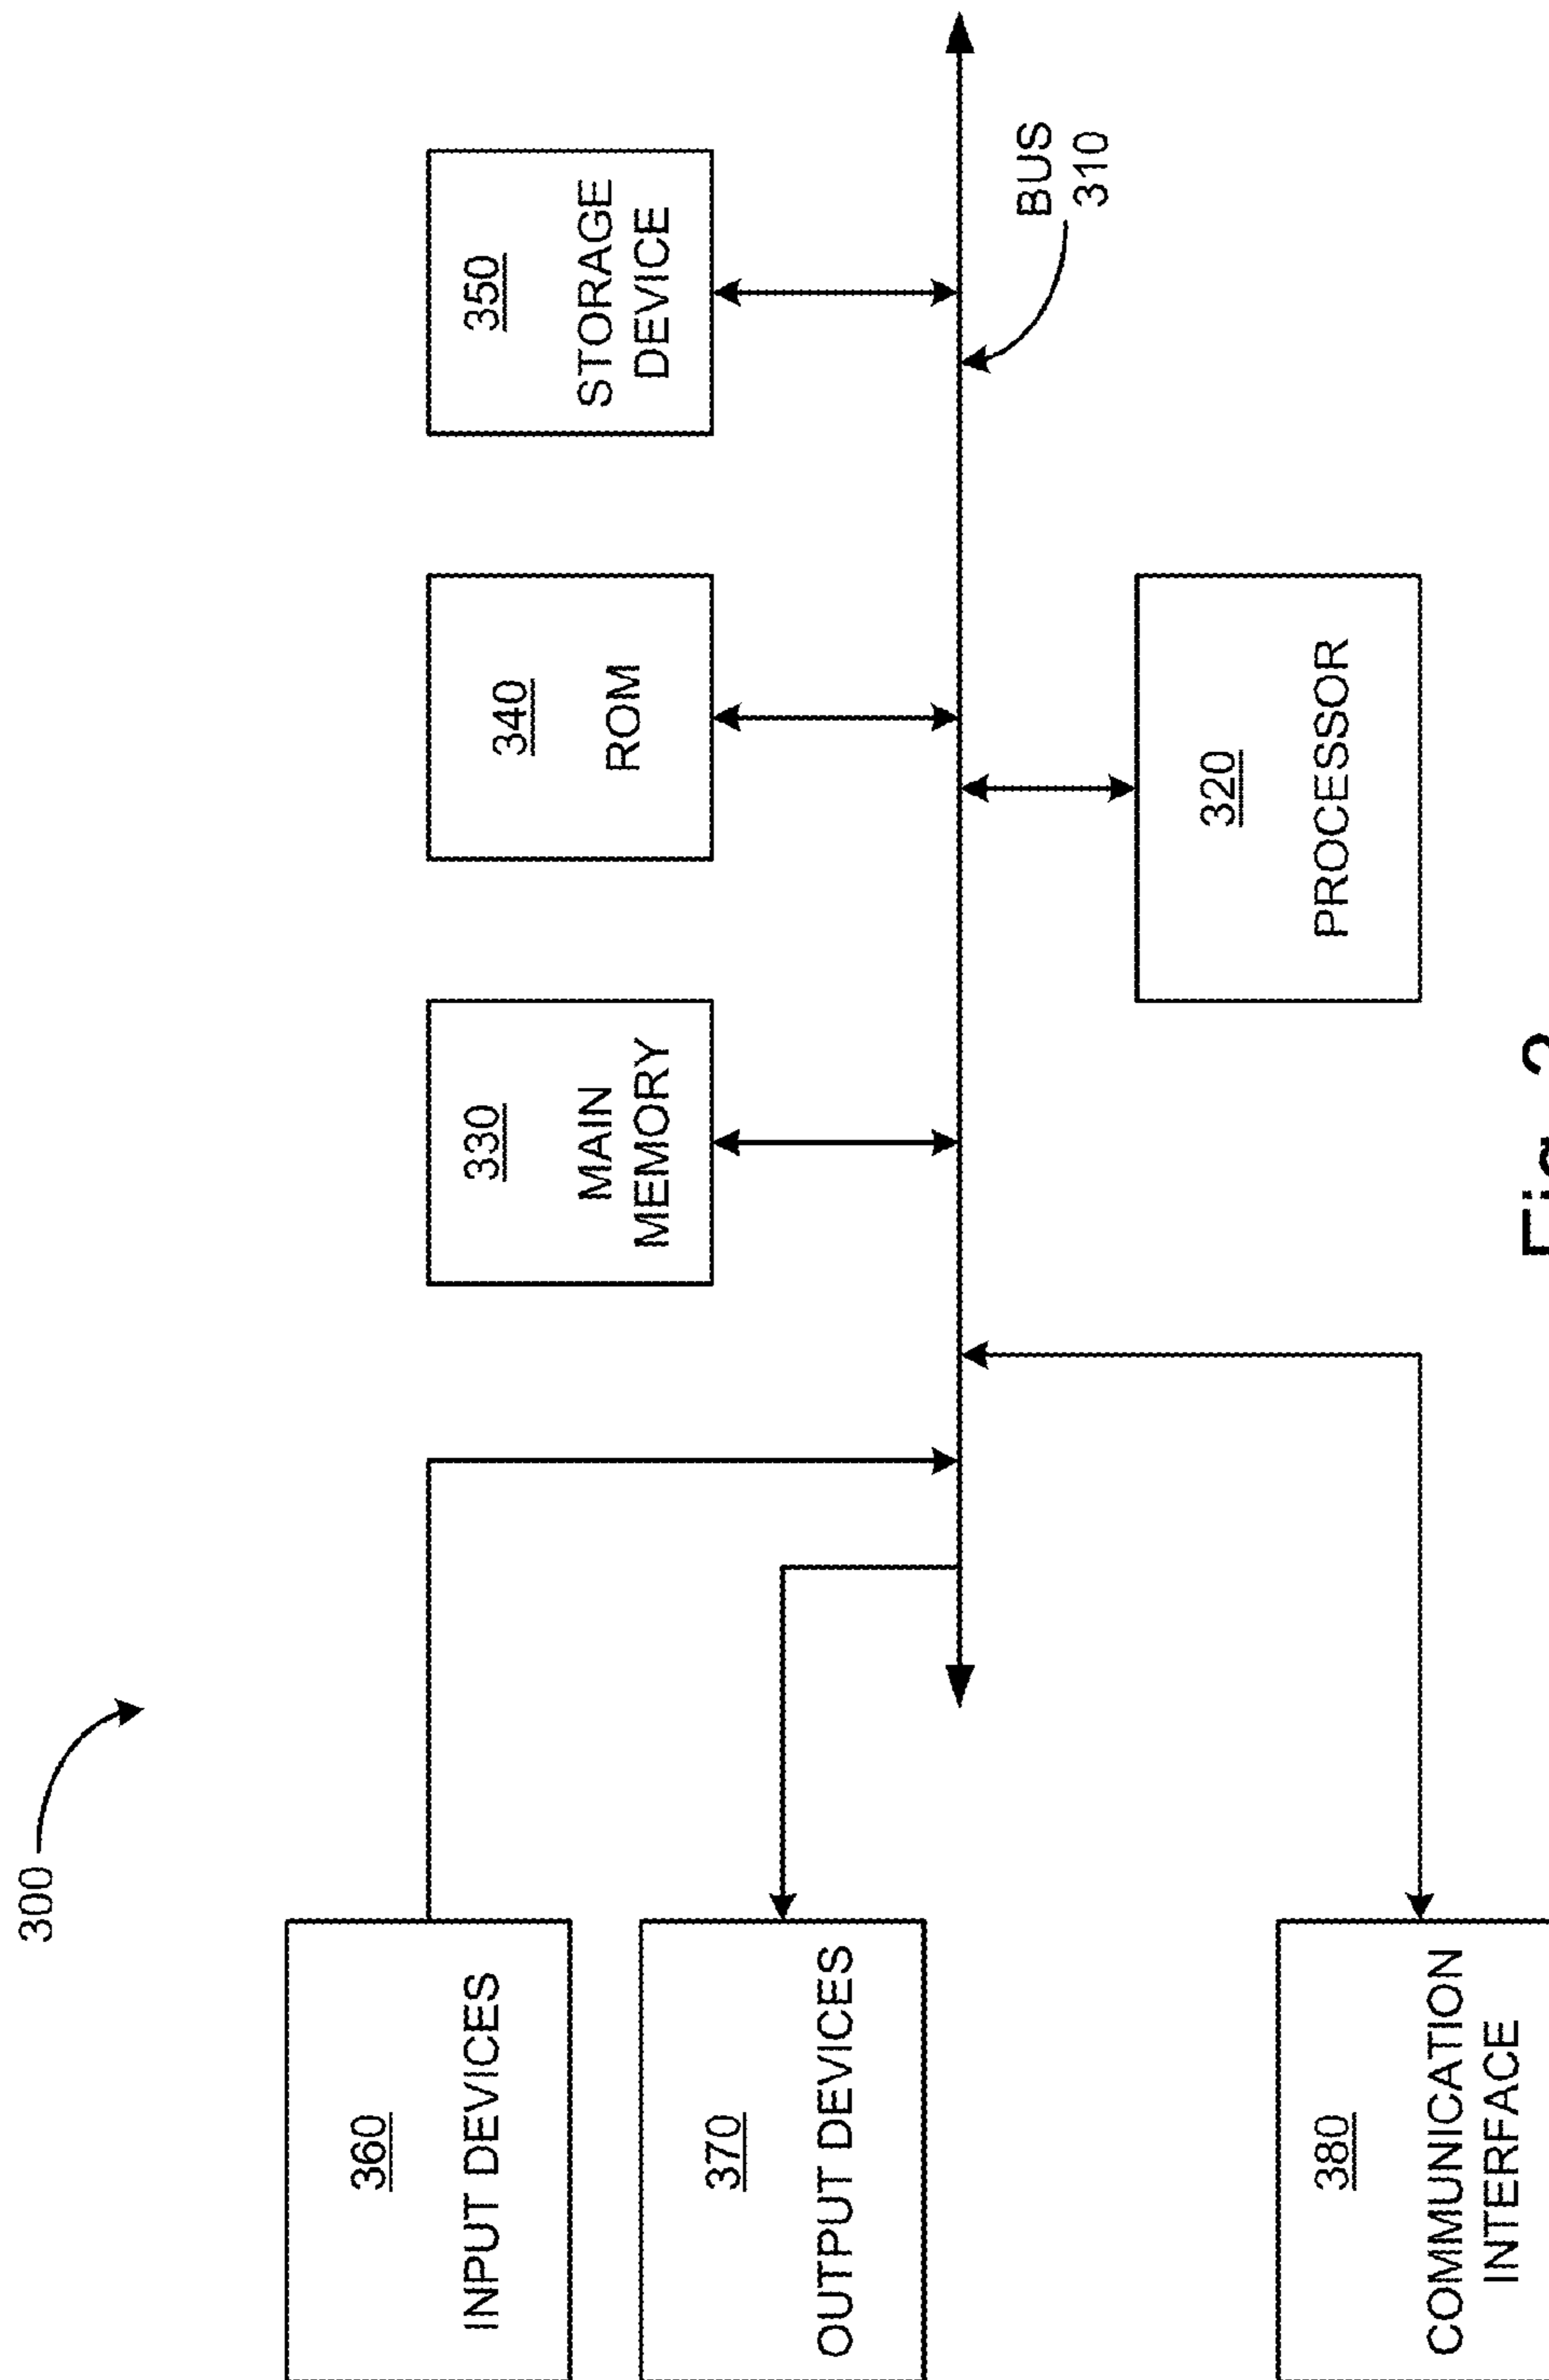 300
360
INPUT DEVICES
370
OUTPUT DEVICES
380
COMMUNICATION
INTERFACE
330
MAIN
MEMORY
340
ROM
350
STORAGE
DEVICE
BUS
310
320
PROCESSOR